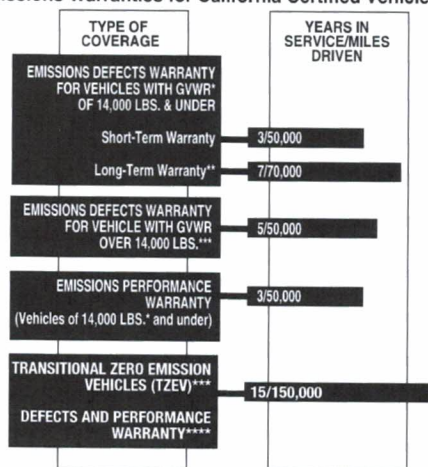 Warranties for California Certified
TYPE OF
COVERAGE
YEARS IN
SERVICE/MILES
DRIVEN
EMISSIONS DEFECTS WARRANTY
FOR VEHICLES WITH GVWR*
OF 14,000 LBS. & UNDER
Short-Term Warranty
3/50,000
Long-Term Warranty**
7/70,000
EMISSIONS DEFECTS WARRANTY
FOR VEHICLE WITH GVWR
OVER 14,000 LBS.***
5/50,000
EMISSIONS PERFORMANCE
WARRANTY
(Vehicles of 14,000 LBS.* and under)
3/50,000
TRANSITIONAL ZERO EMISSION
VEHICLES (TZEV)***
DEFECTS AND PERFORMANCE
WARRANTY****
15/150,000